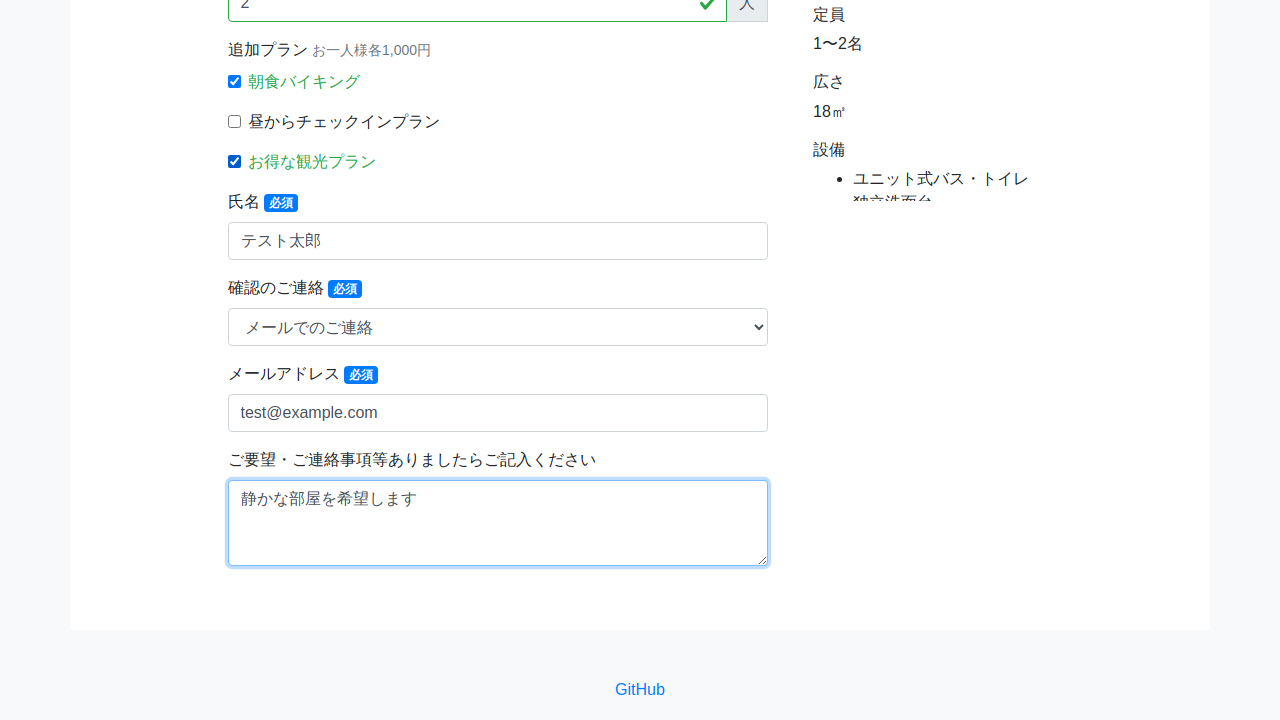 2 人
追加プラン お一人様各1,000円
朝食バイキング
昼からチェックインプラン
お得な観光プラン
氏名 必須
テスト太郎
確認のご連絡 必須
メールでのご連絡
メールアドレス 必須
test@example.com
ご要望・ご連絡事項等ありましたらご記入ください
静かな部屋を希望します
定員
1〜2名
広さ
18㎡
設備
ユニット式バス・トイレ
独立洗面台
GitHub